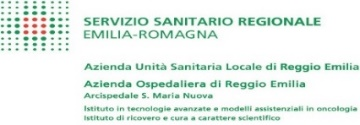 SERVIZIO SANITARIO REGIONALE
EMILIA-ROMAGNA
Azienda Unità Sanitaria Locale di Reggio Emilia
Azienda Ospedaliera di Reggio Emilia
Arcispedale S. Maria Nuova
Istituto in tecnologie avanzate e modelli assistenziali in oncologia
Istituto di ricovero e cura a carattere scientifico